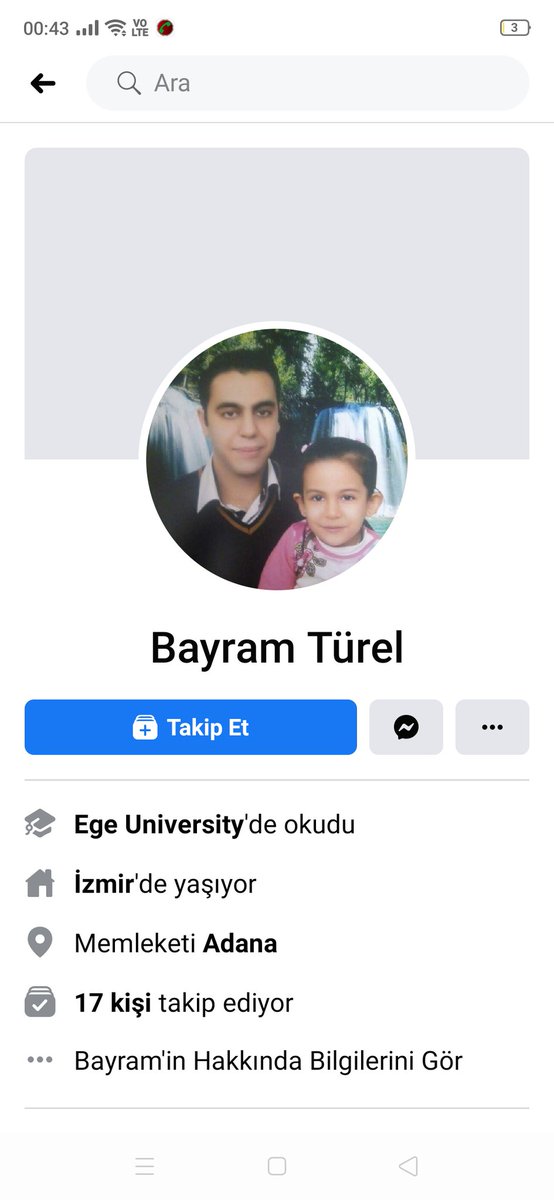 00:43 VO LTE 3
Ara
Bayram Türel
Takip Et
Ege University'de okudu
İzmir'de yaşıyor
Memleketi Adana
17 kişi takip ediyor
Bayram'in Hakkında Bilgilerini Gör